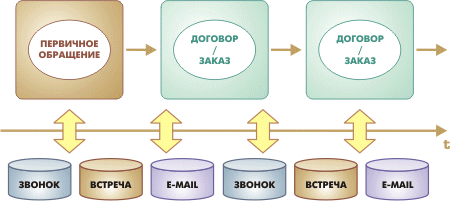 ПЕРВИЧНОЕ
ОБРАЩЕНИЕ
ДОГОВОР
/
ЗАКАЗ
ДОГОВОР
/
ЗАКАЗ
t
ЗВОНОК
ВСТРЕЧА
E-MAIL
ЗВОНОК
ВСТРЕЧА
E-MAIL